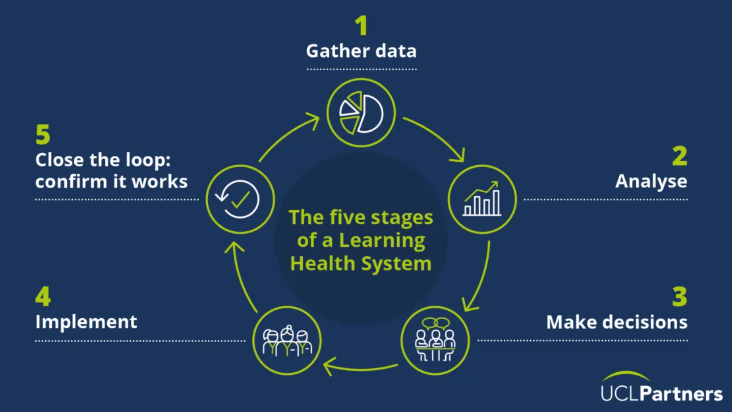 1
Gather data
2
Analyse
3
Make decisions
4
Implement
5
Close the loop:
confirm it works
The five stages
of a Learning
Health System
UCLPartners